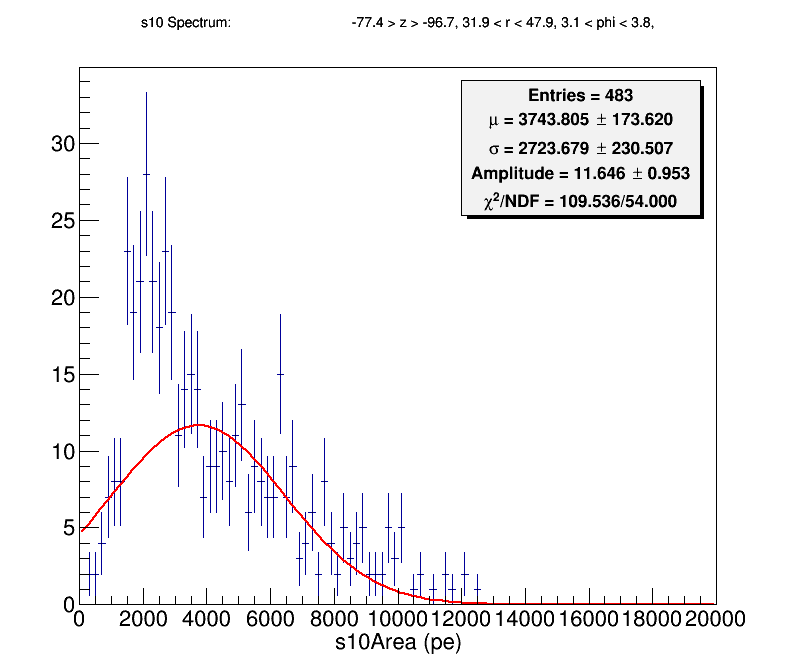 s10 Spectrum: -77.4 > z > -96.7, 31.9 < r < 47.9, 3.1 < phi < 3.8,
Entries = 483
μ = 3743.805 ± 173.620
σ = 2723.679 ± 230.507
Amplitude = 11.646 ± 0.953
χ²/NDF = 109.536/54.000
30
25
20
15
10
5
0
0 2000 4000 6000 8000 10000 12000 14000 16000 18000 20000
s10Area (pe)